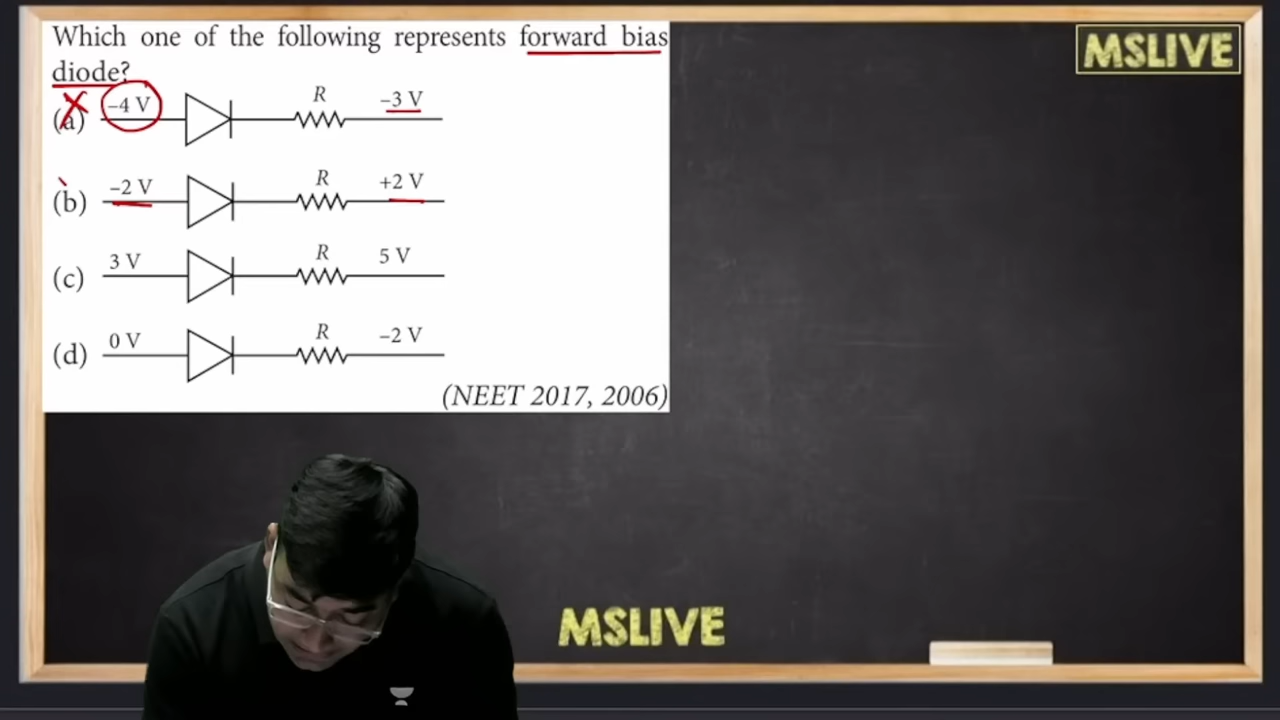 Which one of the following represents forward bias
diode?
(a) –4 V R –3 V
(b) –2 V R +2 V
(c) 3 V R 5 V
(d) 0 V R –2 V
(NEET 2017, 2006)
MSLIVE
MSLIVE